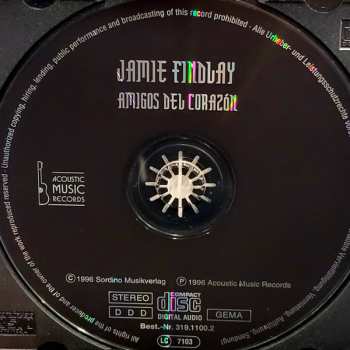 Unauthorized copying, hiring, lending, public performance and broadcasting of this record prohibited - Alle Urheber- und Leistungsschutzrechte
JAMIE FINDLAY
AMIGOS DEL CORAZÓN
ACOUSTIC
MUSIC
RECORDS
© 1996 Sordino Musikverlag
℗ 1996 Acoustic Music Records
STEREO
DDD
COMPACT
disc
DIGITAL AUDIO
GEMA
Best.-Nr. 319.1100.2
LC 7103
All rights of the producer and of the owner of the work reproduced reserved -